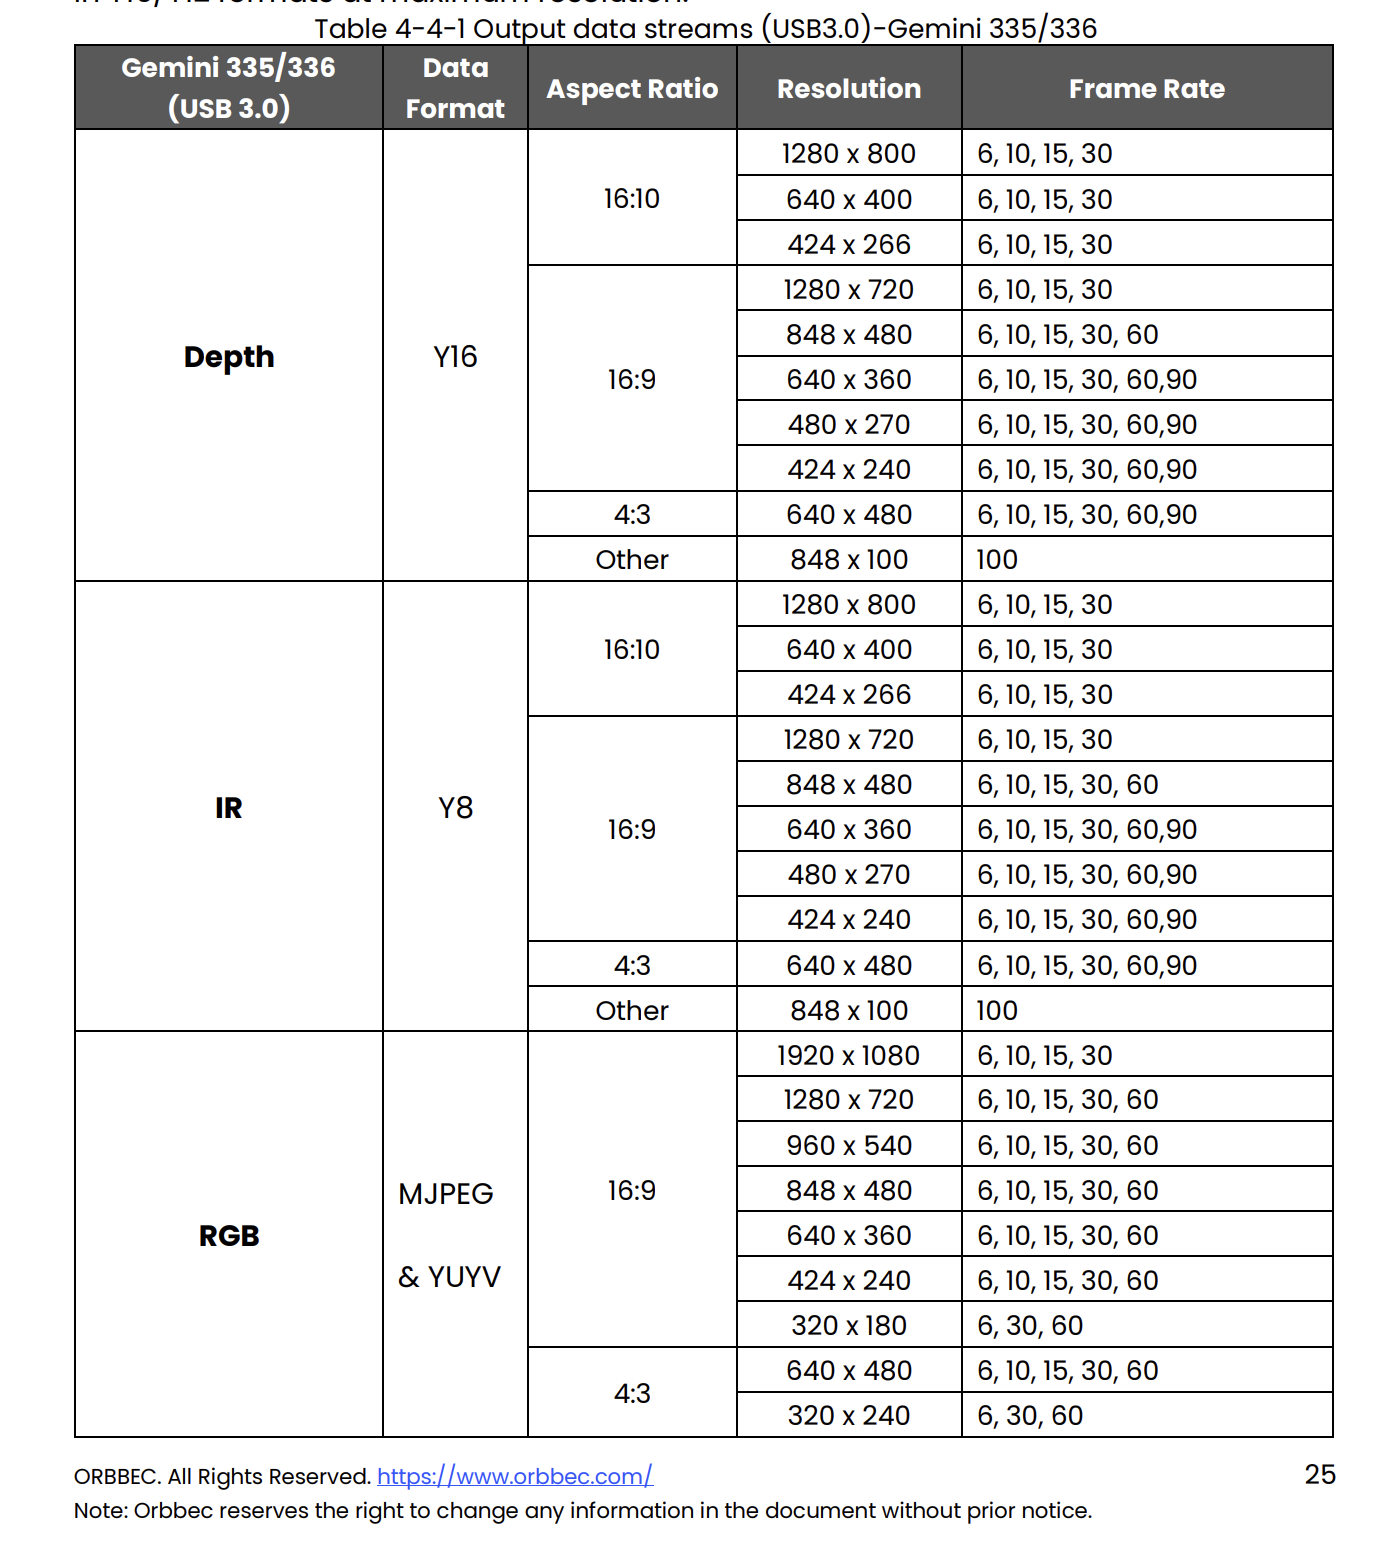 Table 4-4-1 Output data streams (USB3.0)-Gemini 335/336
Gemini 335/336 (USB 3.0) Data Format Aspect Ratio Resolution Frame Rate
Depth Y16 16:10 1280 x 800 6, 10, 15, 30
640 x 400 6, 10, 15, 30
424 x 266 6, 10, 15, 30
16:9 1280 x 720 6, 10, 15, 30
848 x 480 6, 10, 15, 30, 60
640 x 360 6, 10, 15, 30, 60,90
480 x 270 6, 10, 15, 30, 60,90
424 x 240 6, 10, 15, 30, 60,90
4:3 640 x 480 6, 10, 15, 30, 60,90
Other 848 x 100 100
IR Y8 16:10 1280 x 800 6, 10, 15, 30
640 x 400 6, 10, 15, 30
424 x 266 6, 10, 15, 30
16:9 1280 x 720 6, 10, 15, 30
848 x 480 6, 10, 15, 30, 60
640 x 360 6, 10, 15, 30, 60,90
480 x 270 6, 10, 15, 30, 60,90
424 x 240 6, 10, 15, 30, 60,90
4:3 640 x 480 6, 10, 15, 30, 60,90
Other 848 x 100 100
RGB MJPEG & YUYV 16:9 1920 x 1080 6, 10, 15, 30
1280 x 720 6, 10, 15, 30, 60
960 x 540 6, 10, 15, 30, 60
848 x 480 6, 10, 15, 30, 60
640 x 360 6, 10, 15, 30, 60
424 x 240 6, 10, 15, 30, 60
320 x 180 6, 30, 60
4:3 640 x 480 6, 10, 15, 30, 60
320 x 240 6, 30, 60
ORBBEC. All Rights Reserved. https://www.orbbec.com/ 25
Note: Orbbec reserves the right to change any information in the document without prior notice.